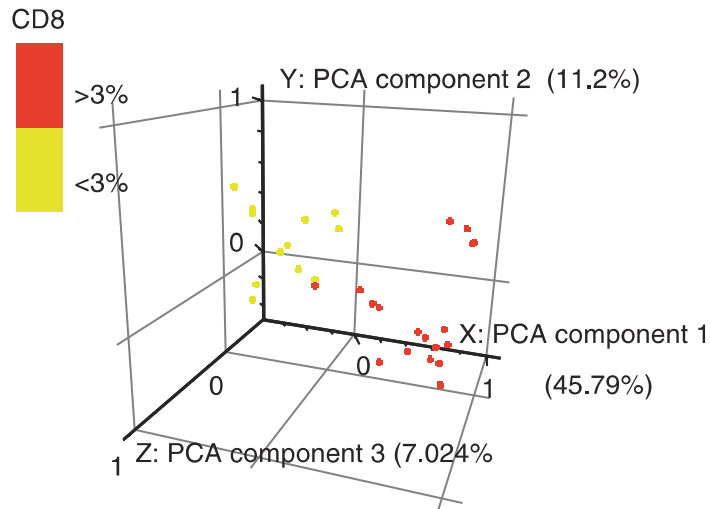 CD8
>3%
<3%
Y: PCA component 2 (11.2%)
1
0
X: PCA component 1
(45.79%)
0
1
0
1
Z: PCA component 3 (7.024%